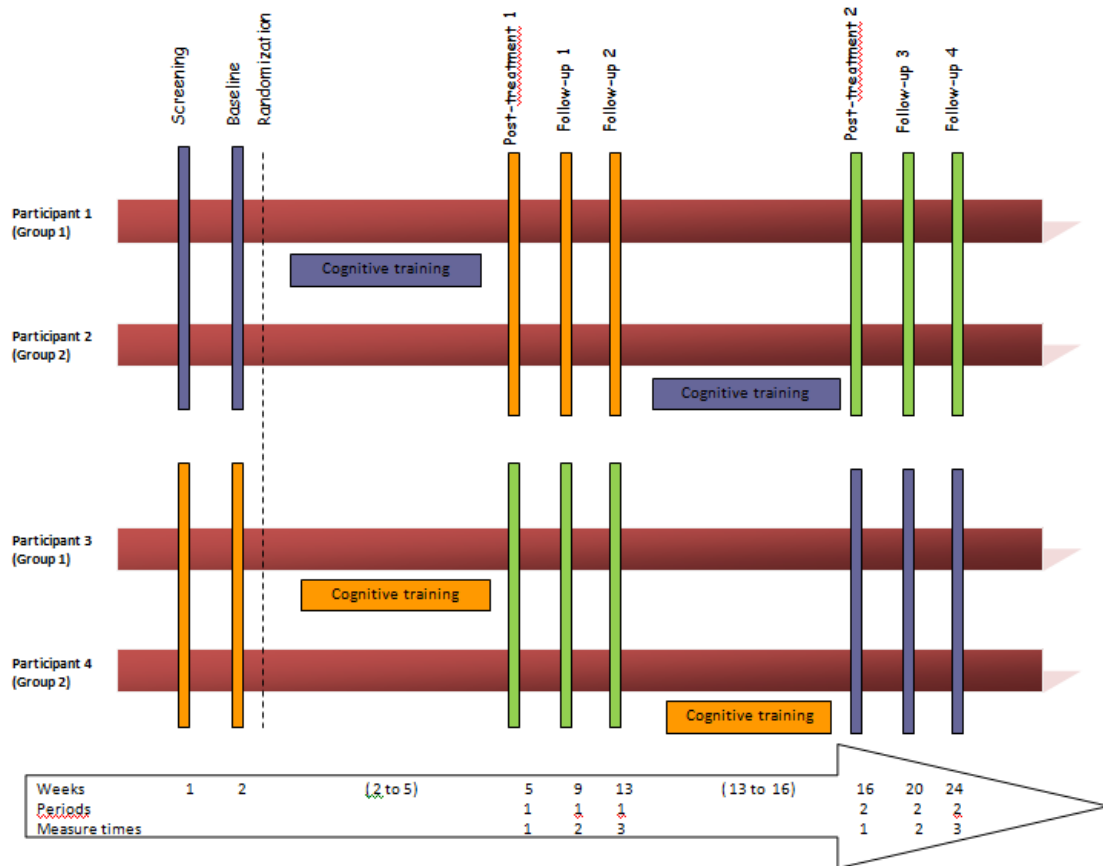 Screening
Baseline
Randomization
Post-treatment 1
Follow-up 1
Follow-up 2
Post-treatment 2
Follow-up 3
Follow-up 4
Participant 1
(Group 1)
Cognitive training
Participant 2
(Group 2)
Cognitive training
Participant 3
(Group 1)
Cognitive training
Participant 4
(Group 2)
Cognitive training
Weeks 1 2 (2 to 5) 5 9 13 (13 to 16) 16 20 24
Periods 1 1 1 2 2 2
Measure times 1 2 3 1 2 3